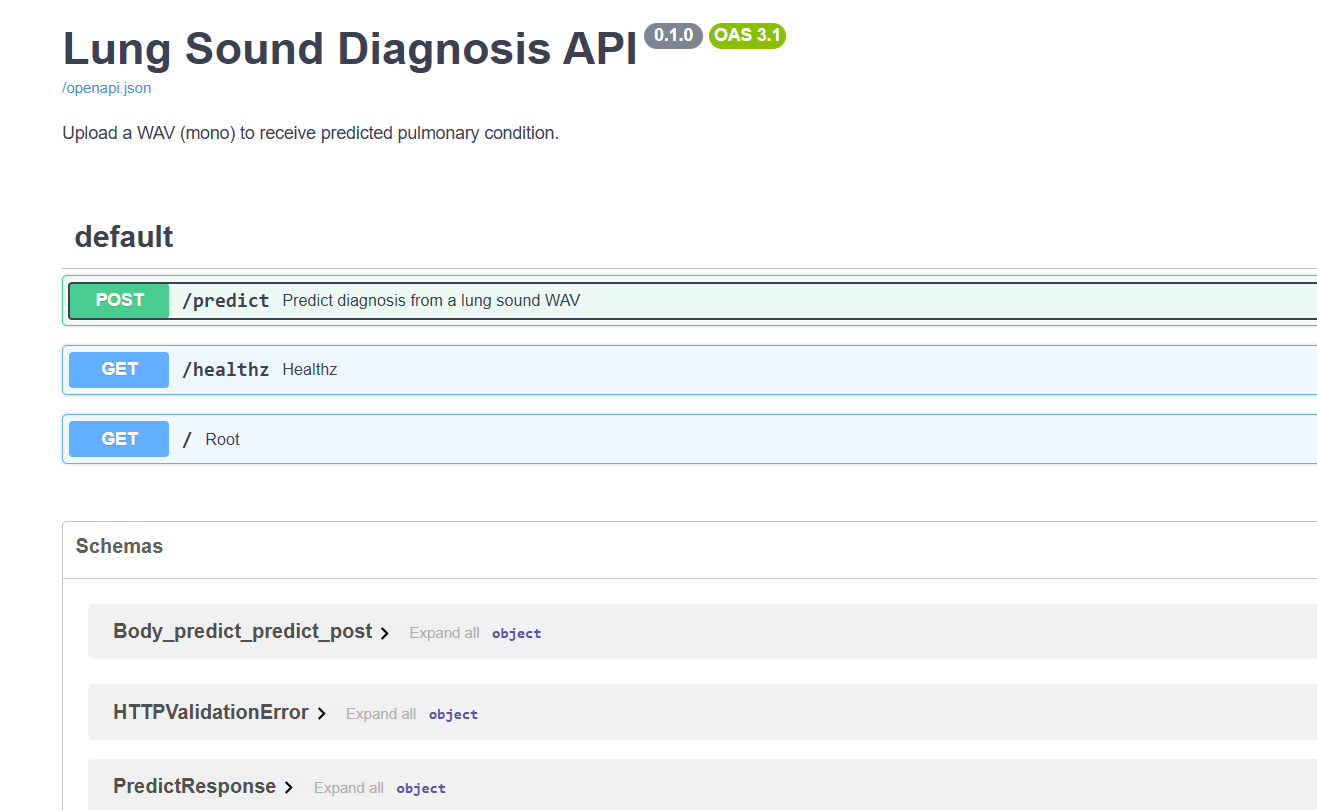 Lung Sound Diagnosis API 0.1.0 OAS 3.1
/openapi.json
Upload a WAV (mono) to receive predicted pulmonary condition.
default
POST /predict Predict diagnosis from a lung sound WAV
GET /healthz Healthz
GET / Root
Schemas
Body_predict_predict_post Expand all object
HTTPValidationError Expand all object
PredictResponse Expand all object